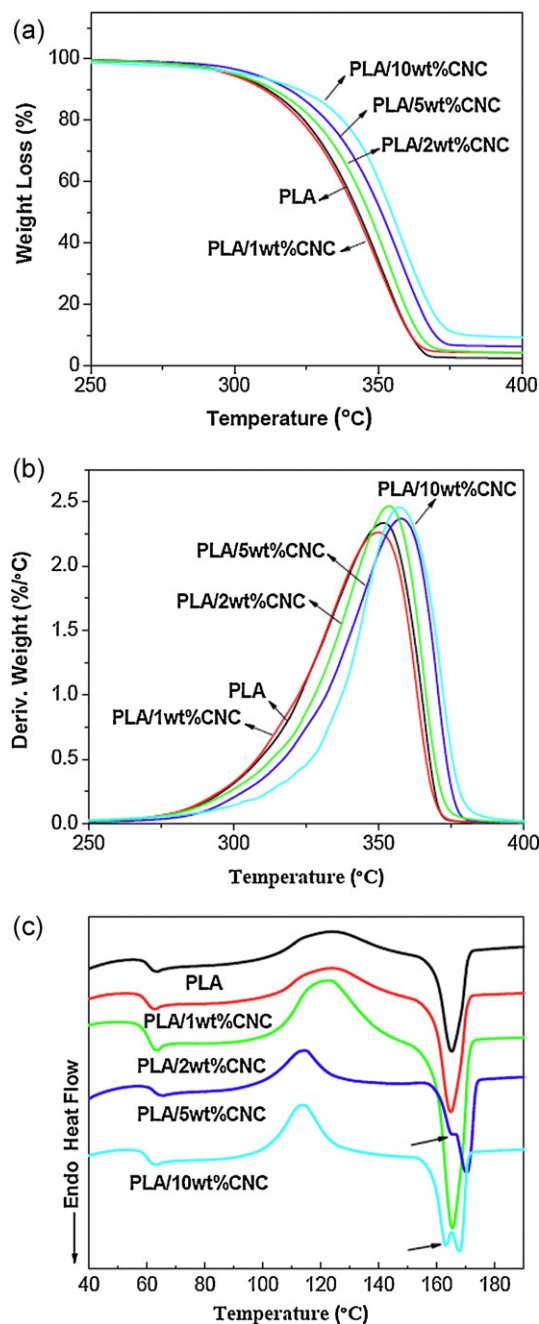 (a)
100
80
60
40
20
0
Weight Loss (%)
PLA/10wt%CNC
PLA/5wt%CNC
PLA/2wt%CNC
PLA
PLA/1wt%CNC
250 300 350 400
Temperature (°C)
(b)
2.5
2.0
1.5
1.0
0.5
0.0
Deriv. Weight (%/°C)
PLA/10wt%CNC
PLA/5wt%CNC
PLA/2wt%CNC
PLA
PLA/1wt%CNC
250 300 350 400
Temperature (°C)
(c)
Endo Heat Flow
PLA
PLA/1wt%CNC
PLA/2wt%CNC
PLA/5wt%CNC
PLA/10wt%CNC
40 60 80 100 120 140 160 180
Temperature (°C)